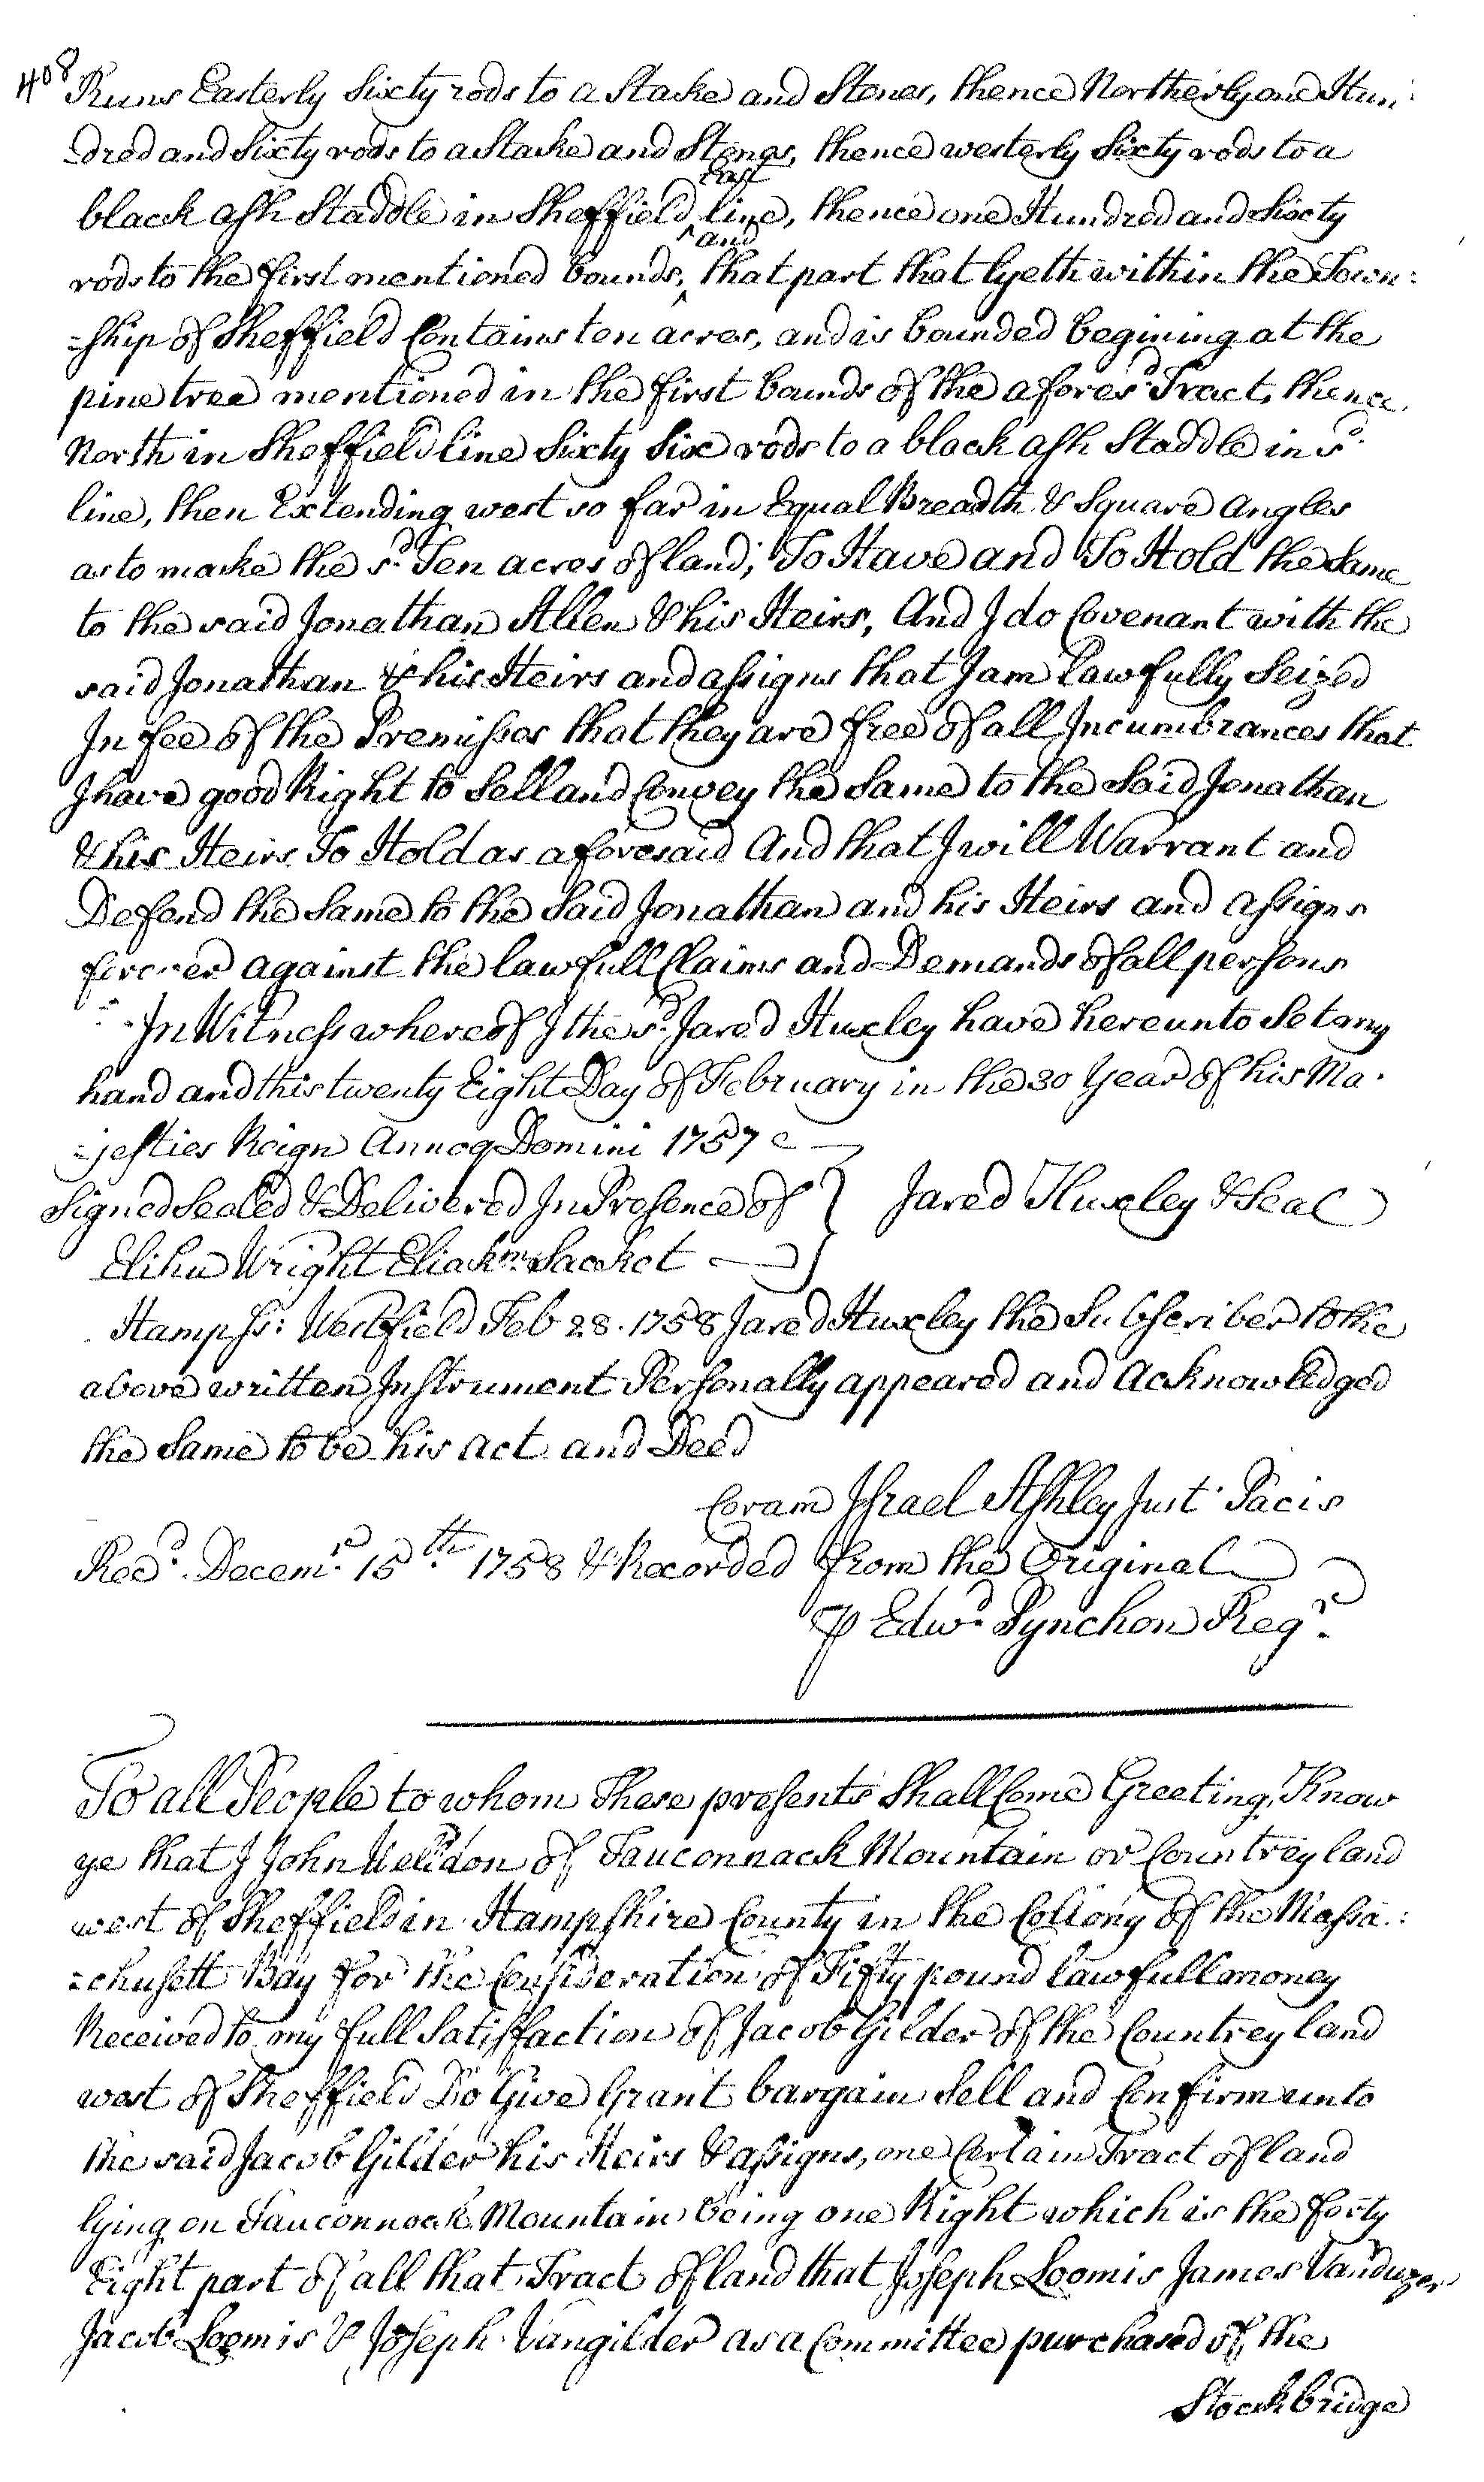 408
Runs Easterly Sixty rods to a Stake and Stones, thence Northerly one Hun:
=dred and Sixty rods to a Stake and Stones, thence westerly Sixty rods to a
East
black ash Staddle in Sheffield ^ line, thence one Hundred and Sixty
and
rods to the first mentioned bounds, ^ that part that lyeth within the Town:
=ship of Sheffield Contains ten acres, and is bounded begining at the
pine tree mentioned in the first bounds of the afores.d Tract, thence
North in Sheffield line Sixty Six rods to a black ash Staddle in s.d
line, then Extending west so far in Equal Breadth & Square Angles
as to make the s.d Ten acres of land; To Have and To Hold the Same
to the said Jonathan Allen & his Heirs, And I do Covenant with the
said Jonathan & his Heirs and assigns that I am Lawfully Seized
In fee of the Premisses that they are free of all Incumbrances that
I have good Right to Sell and Convey the Same to the Said Jonathan
& his Heirs To Hold as aforesaid And that I will Warrant and
Defend the Same to the Said Jonathan and his Heirs and assigns
forever against the lawfull Claims and Demands of all persons
In Witness whereof I the s.d Jared Huxley have hereunto Set my
hand and this twenty Eight Day of February in the 30 Year of his Ma.
=jesties Reign Annoq Domini 1757
Signed Sealed & Delivered In Presence of } Jared Huxley & Seal
Elihu Wright Eliak.m Sacket
Hampsr: Westfield Feb 28. 1758 Jared Huxley the Subscriber to the
above written Instrument Personally appeared and Acknowledged
the Same to be his act and Deed
Coram Israel Ashley Just. Pacis
Rec.d Decem.r 15.th 1758 & Recorded from the Original
⅌ Edw.d Pynchon Reg.r
To all People to whom These presents Shall Come Greeting, Know
ye that I John Weldon of Tauconnack Mountain or Countrey land
west of Sheffield in Hampshire County in the Collony of the Massa:
=chusett Bay for the Consideration of Fifty pound lawfull money
Received to my full Satisfaction of Jacob Gilder of the Countrey land
west of Sheffield Do Give Grant bargain Sell and Confirm unto
the said Jacob Gilder his Heirs & assigns, one Certain Tract of land
lying on Tauconnock Mountain being one Right which is the forty
Eight part of all that Tract of land that Joseph Loomis James Vanduzer
Jacob Loomis & Joseph Vangilder as a Committee purchased of the
Stockbridge